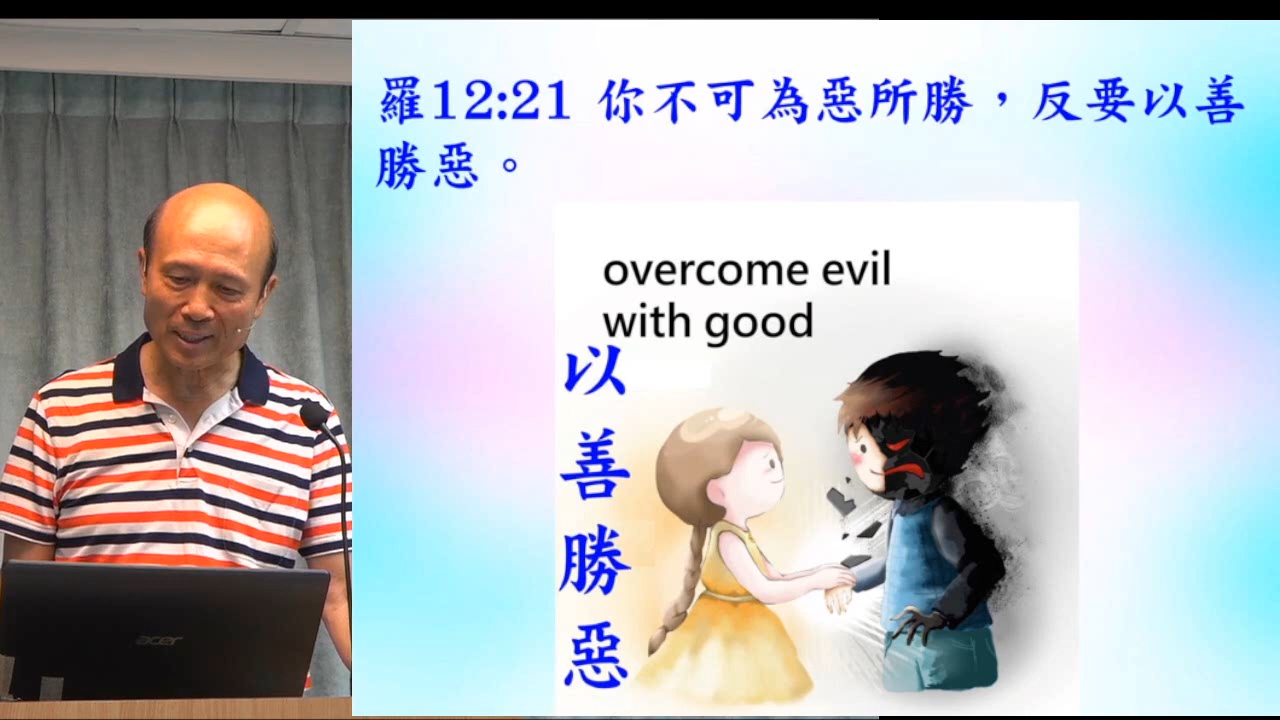 羅12:21 你不可為惡所勝，反要以善
勝惡。
overcome evil
with good
以善勝惡
acer